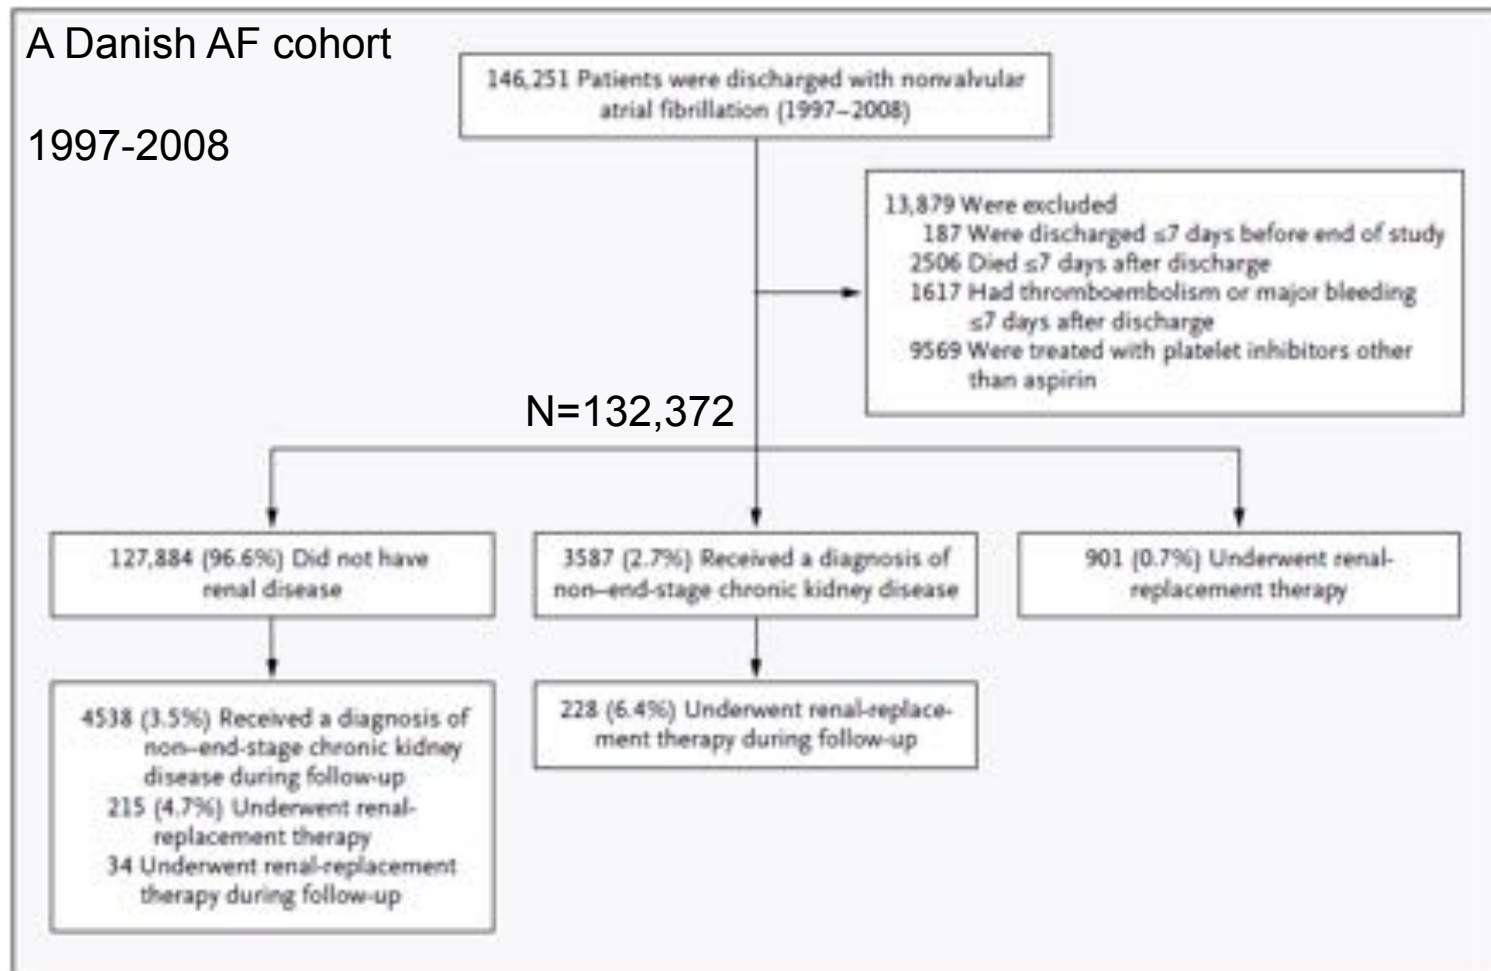 A Danish AF cohort
1997-2008
146,251 Patients were discharged with nonvalvular
atrial fibrillation (1997–2008)
13,879 Were excluded
187 Were discharged ≤7 days before end of study
2506 Died ≤7 days after discharge
1617 Had thromboembolism or major bleeding
≤7 days after discharge
9569 Were treated with platelet inhibitors other
than aspirin
N=132,372
127,884 (96.6%) Did not have
renal disease
3587 (2.7%) Received a diagnosis of
non–end-stage chronic kidney disease
901 (0.7%) Underwent renal-
replacement therapy
4538 (3.5%) Received a diagnosis of
non–end-stage chronic kidney
disease during follow-up
215 (4.7%) Underwent renal-
replacement therapy
34 Underwent renal-replacement
therapy during follow-up
228 (6.4%) Underwent renal-replace-
ment therapy during follow-up